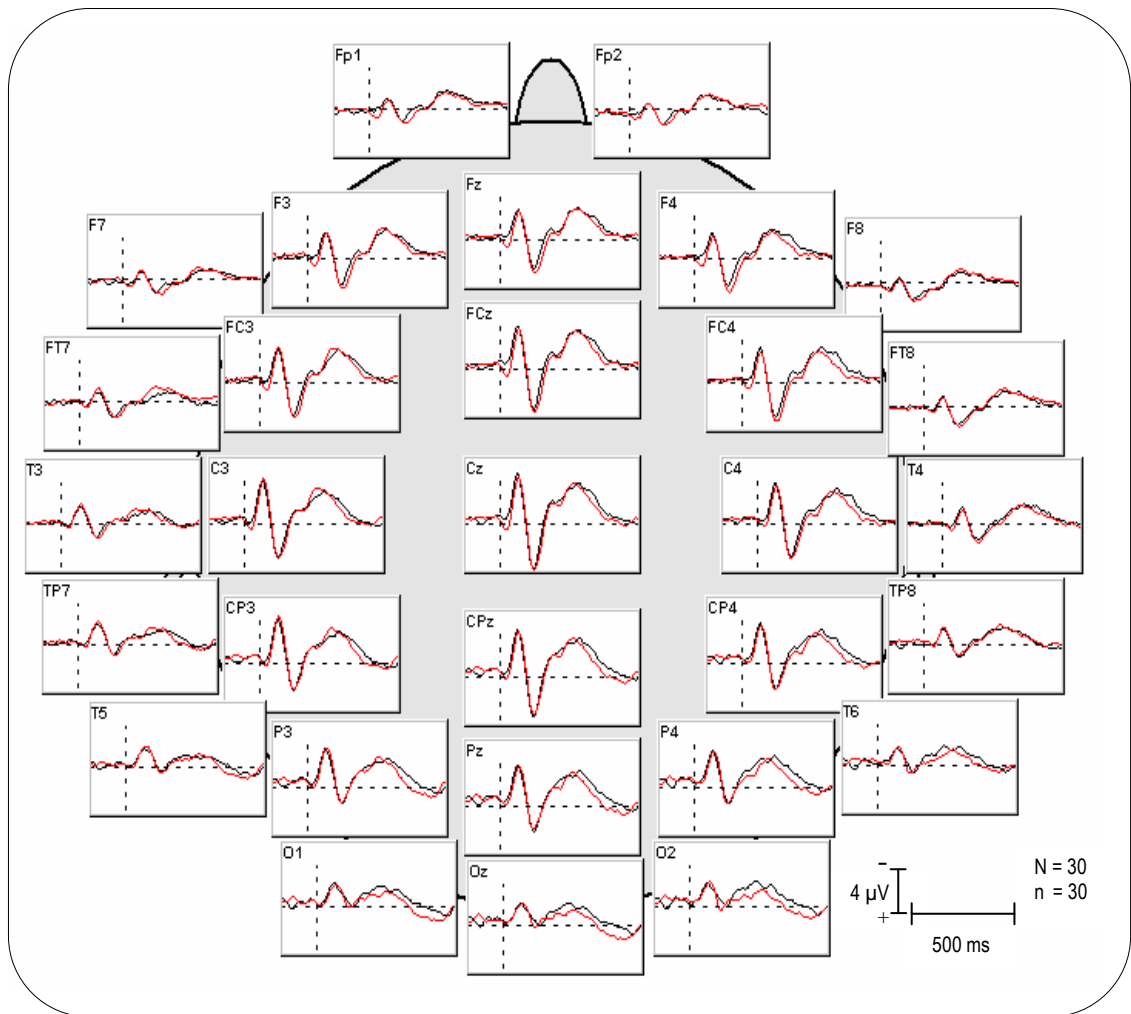 Fp1
Fp2
F7
F3
Fz
F4
F8
FT7
FC3
FCz
FC4
FT8
T3
C3
Cz
C4
T4
TP7
CP3
CPz
CP4
TP8
T5
P3
Pz
P4
T6
O1
Oz
O2
−
4 µV
+
500 ms
N = 30
n = 30